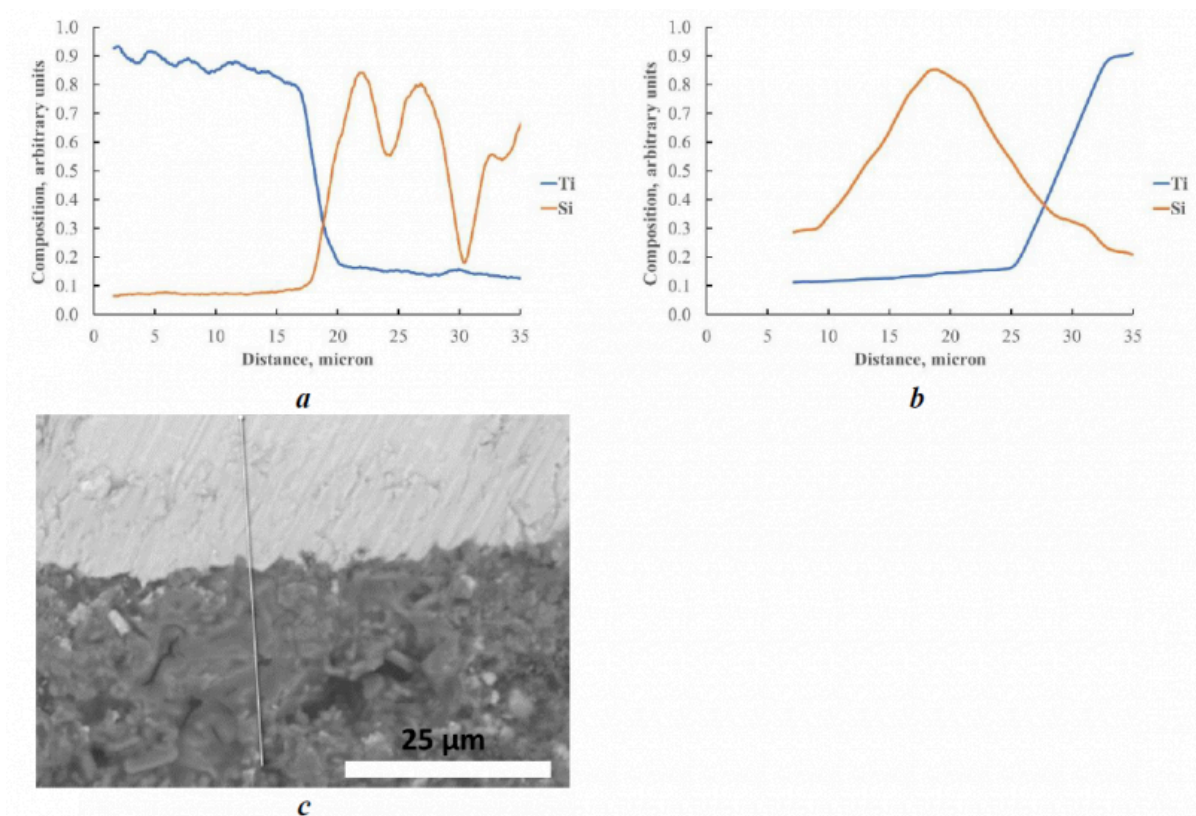 1.0
0.9
0.8
0.7
0.6
0.5
0.4
0.3
0.2
0.1
0.0
Composition, arbitrary units
0 5 10 15 20 25 30 35
Distance, micron
Ti
Si
a
1.0
0.9
0.8
0.7
0.6
0.5
0.4
0.3
0.2
0.1
0.0
Composition, arbitrary units
0 5 10 15 20 25 30 35
Distance, micron
Ti
Si
b
25 μm
c